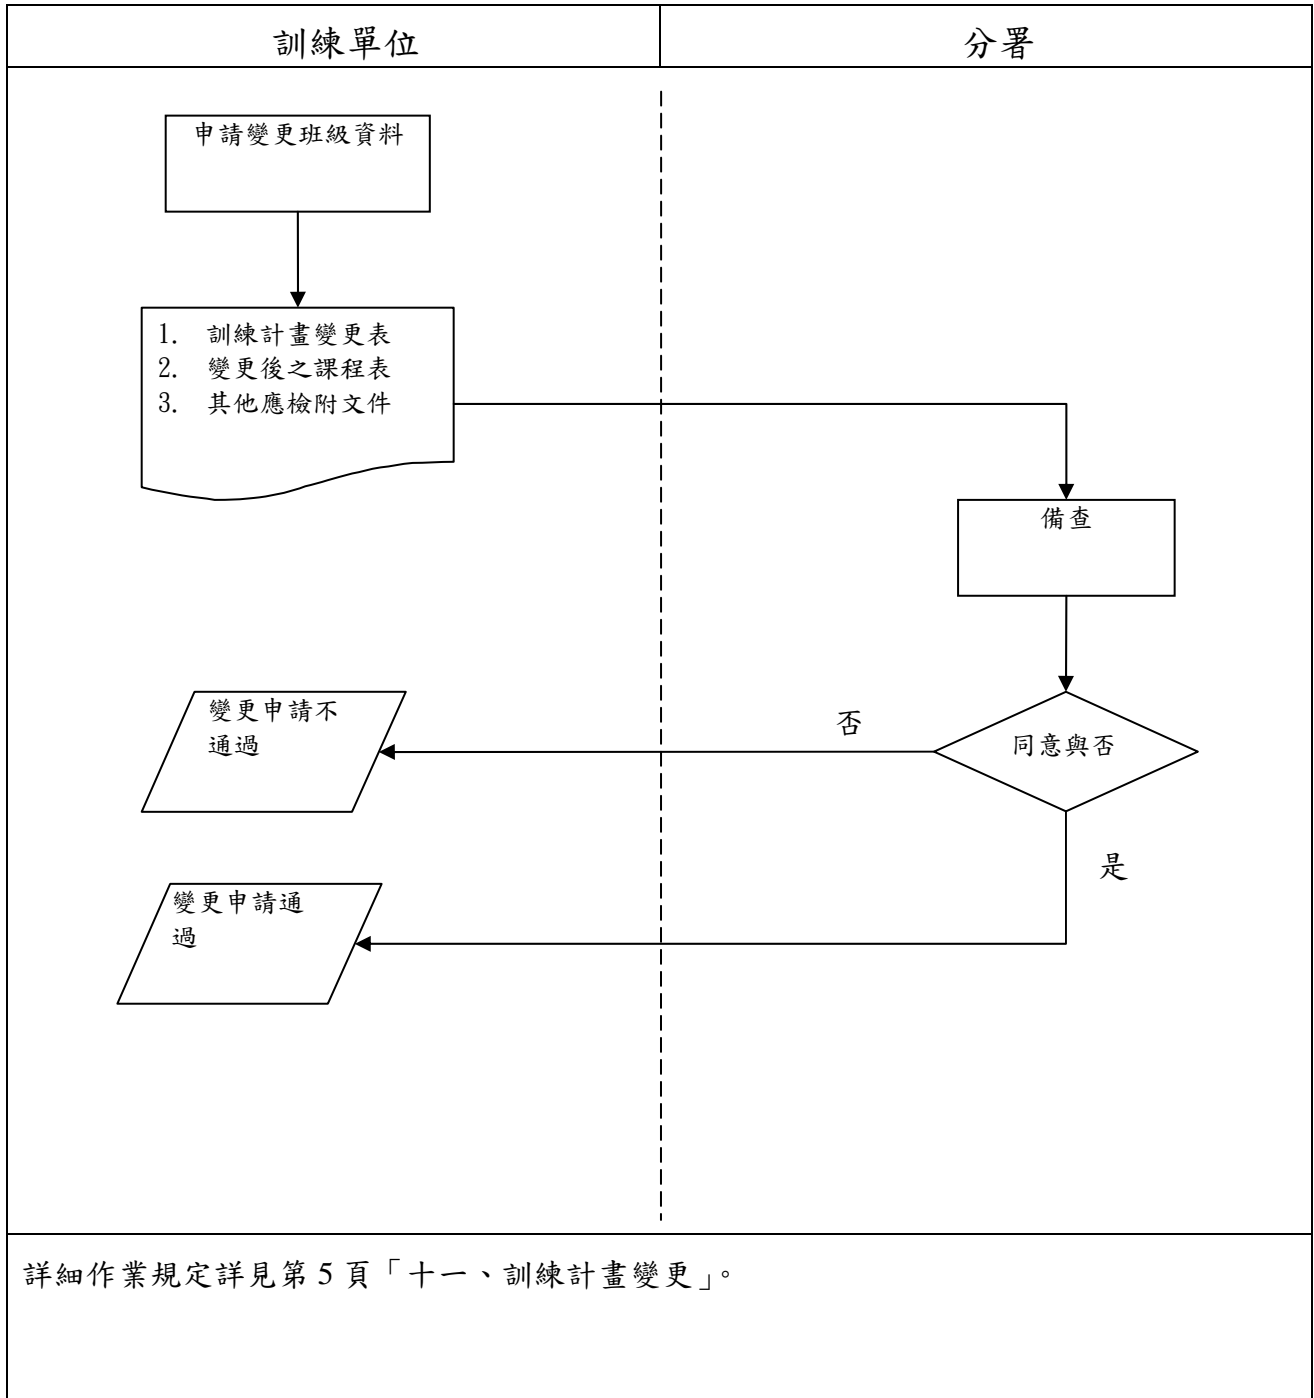 訓練單位
分署
申請變更班級資料
1. 訓練計畫變更表
2. 變更後之課程表
3. 其他應檢附文件
備查
變更申請不
通過
否
同意與否
是
變更申請通
過
詳細作業規定詳見第 5 頁「十一、訓練計畫變更」。